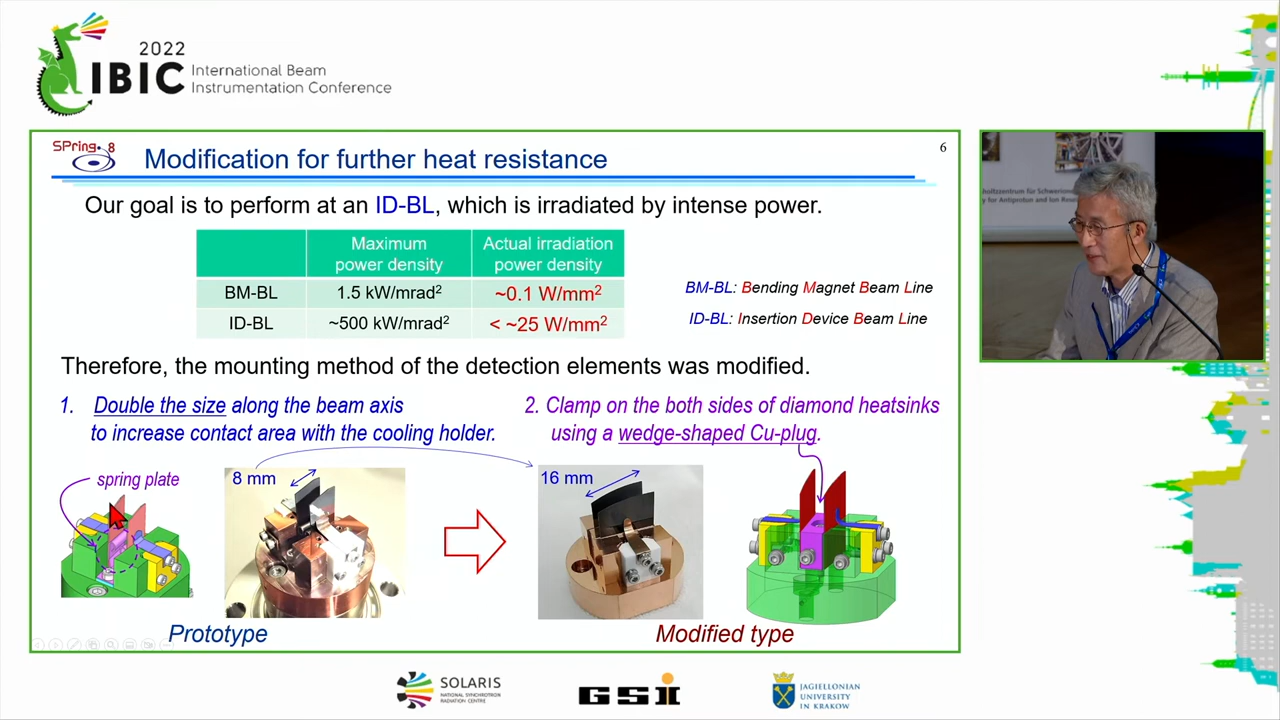 2022
IBIC
International Beam
Instrumentation Conference
SPring-8
Modification for further heat resistance
6
Our goal is to perform at an ID-BL, which is irradiated by intense power.
Maximum power density
Actual irradiation power density
BM-BL 1.5 kW/mrad² ~0.1 W/mm²
ID-BL ~500 kW/mrad² < ~25 W/mm²
BM-BL: Bending Magnet Beam Line
ID-BL: Insertion Device Beam Line
Therefore, the mounting method of the detection elements was modified.
1. Double the size along the beam axis
to increase contact area with the cooling holder.
2. Clamp on the both sides of diamond heatsinks
using a wedge-shaped Cu-plug.
spring plate
8 mm
16 mm
Prototype
Modified type
SOLARIS
NATIONAL SYNCHROTRON
RADIATION CENTRE
GSI
JAGIELLONIAN
UNIVERSITY
IN KRAKÓW